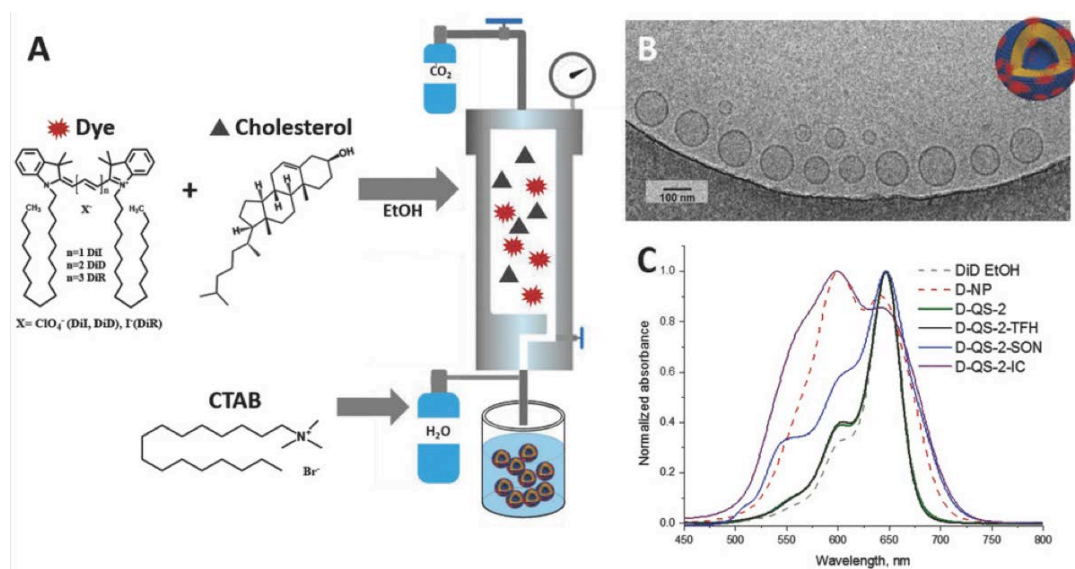 A
CO₂
Dye
Cholesterol
n
N
N⁺
X⁻
CH₃
H₃C
n=1 DiI
n=2 DiD
n=3 DiR
X= ClO₄⁻ (DiI, DiD), I⁻(DiR)
+
OH
H
H
H
H
EtOH
CTAB
N⁺
Br⁻
H₂O
B
100 nm
C
DiD EtOH
D-NP
D-QS-2
D-QS-2-TFH
D-QS-2-SON
D-QS-2-IC
Normalized absorbance
1.0
0.8
0.6
0.4
0.2
0.0
450 500 550 600 650 700 750 800
Wavelength, nm